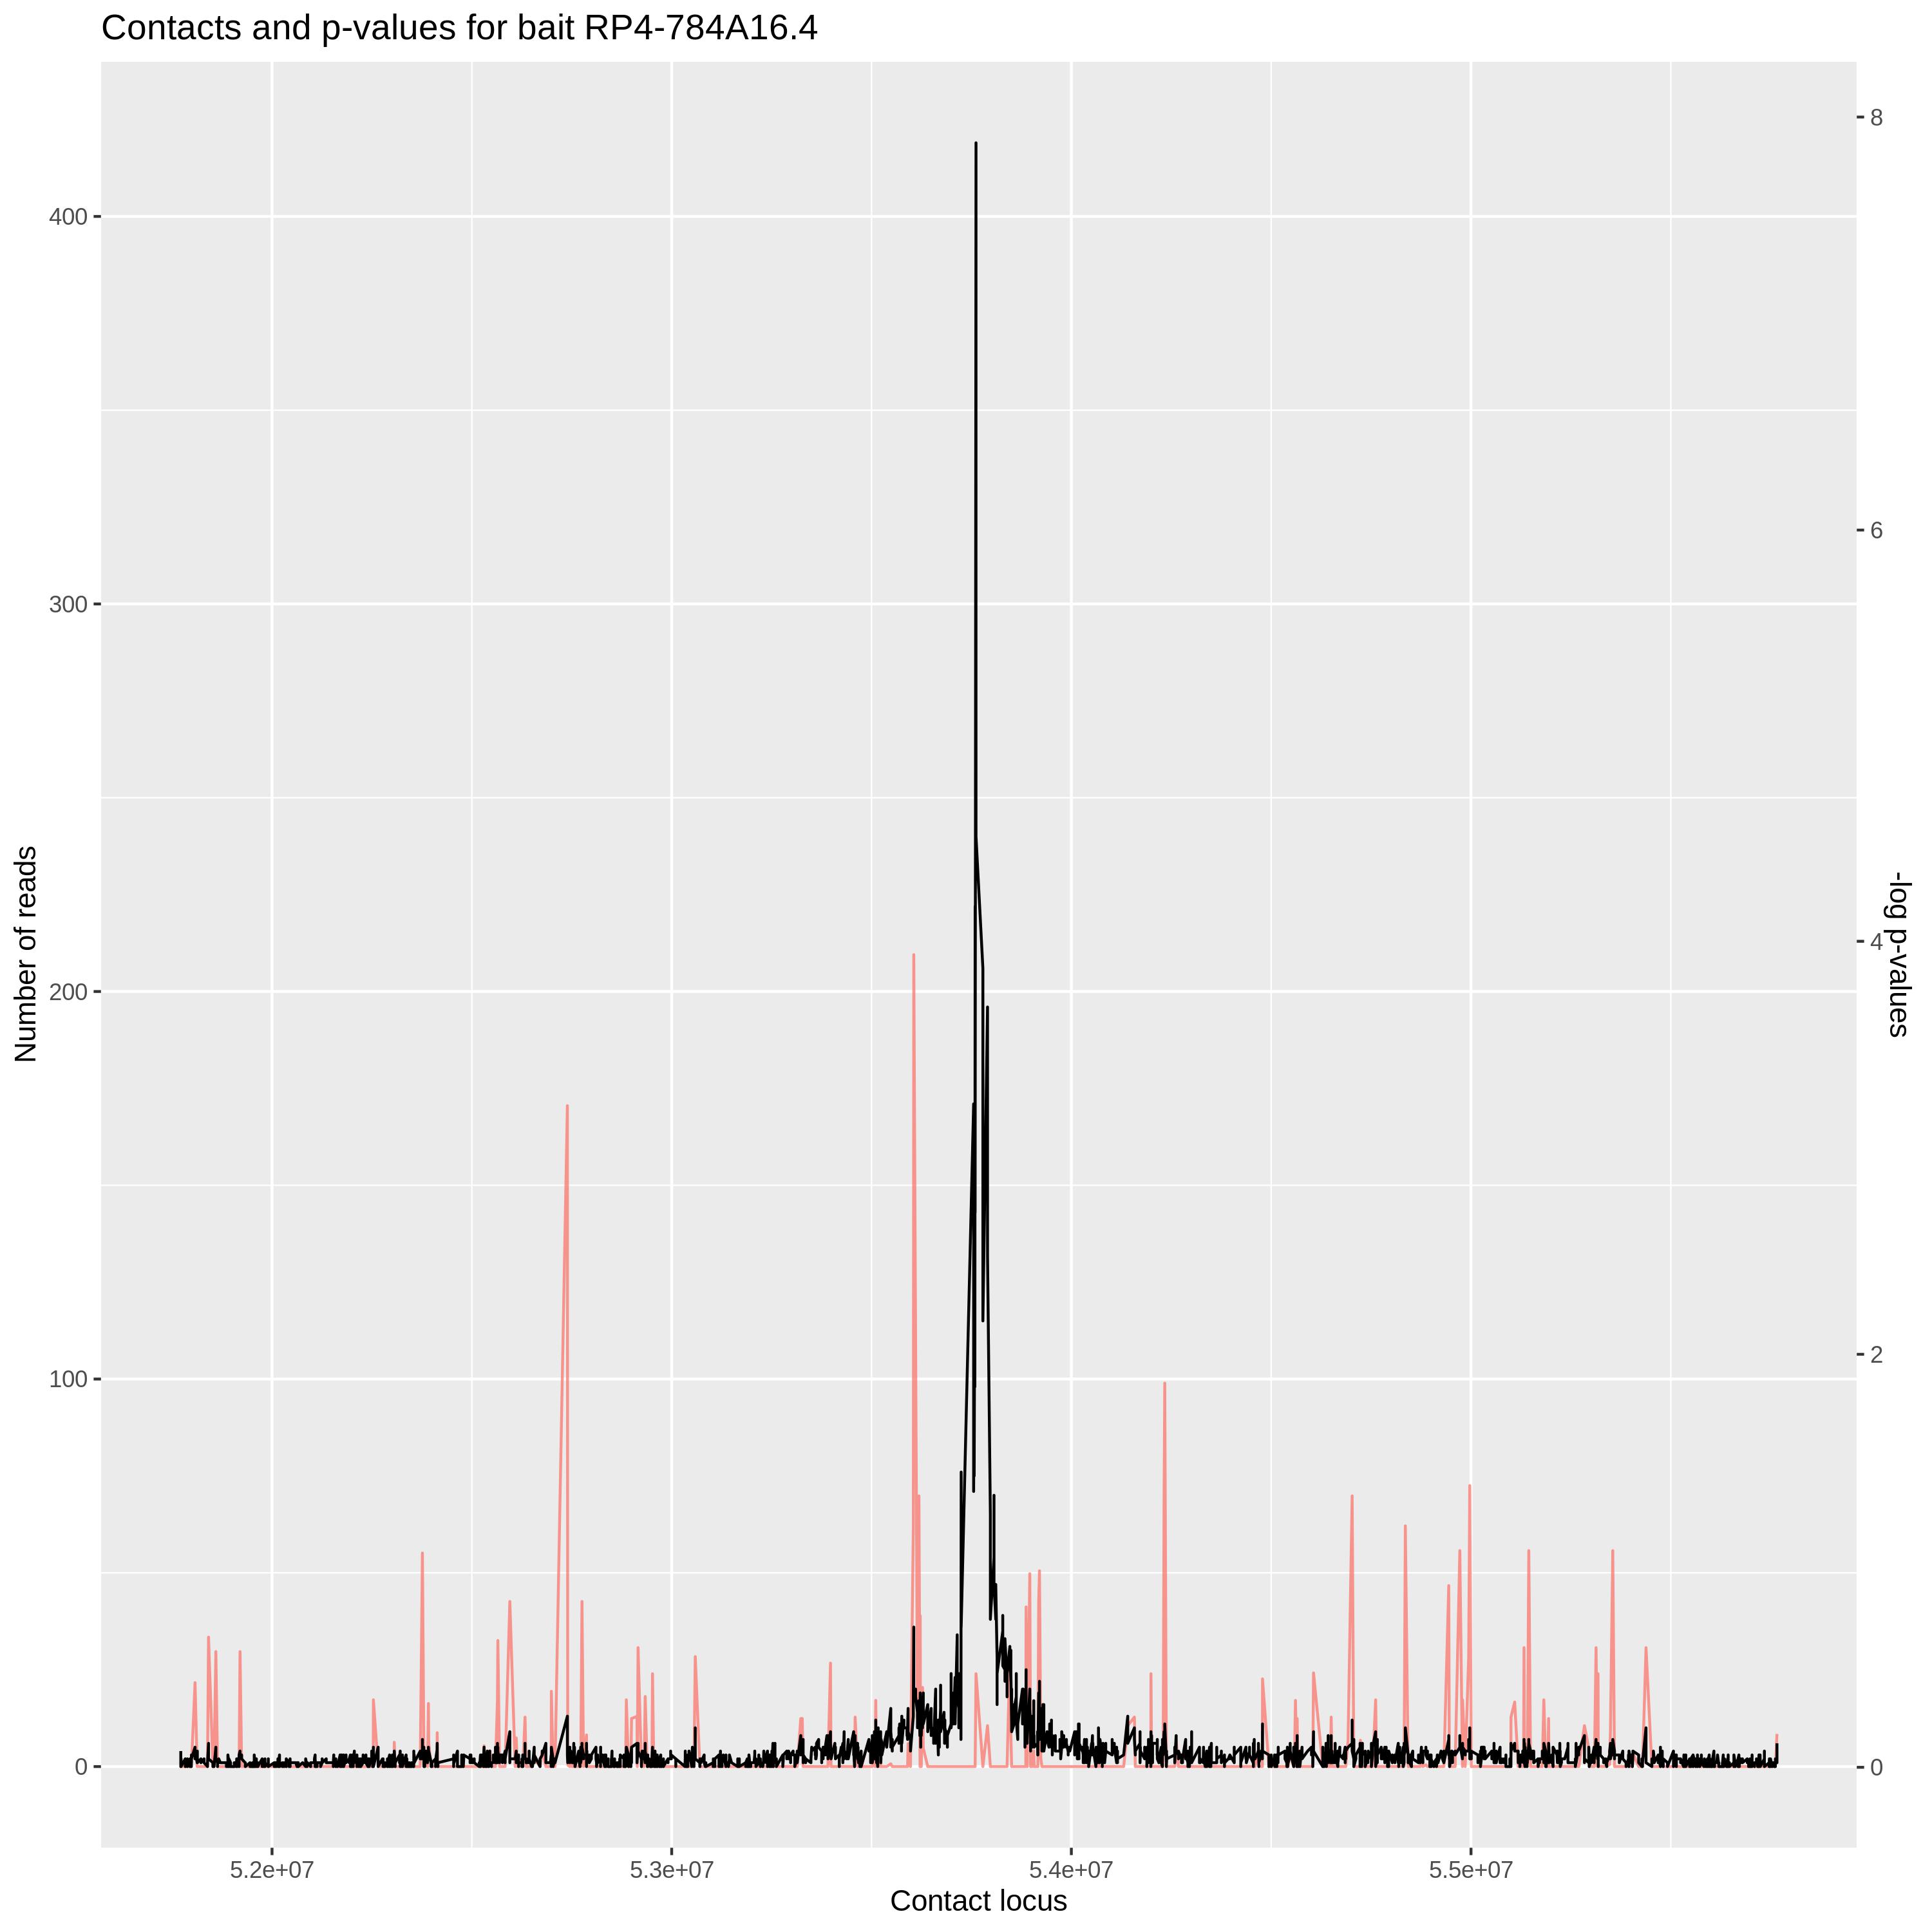 Contacts and p-values for bait RP4-784A16.4
Number of reads
400
300
200
100
0
8
6
4
2
0
-log p-values
5.2e+07
5.3e+07
5.4e+07
5.5e+07
Contact locus